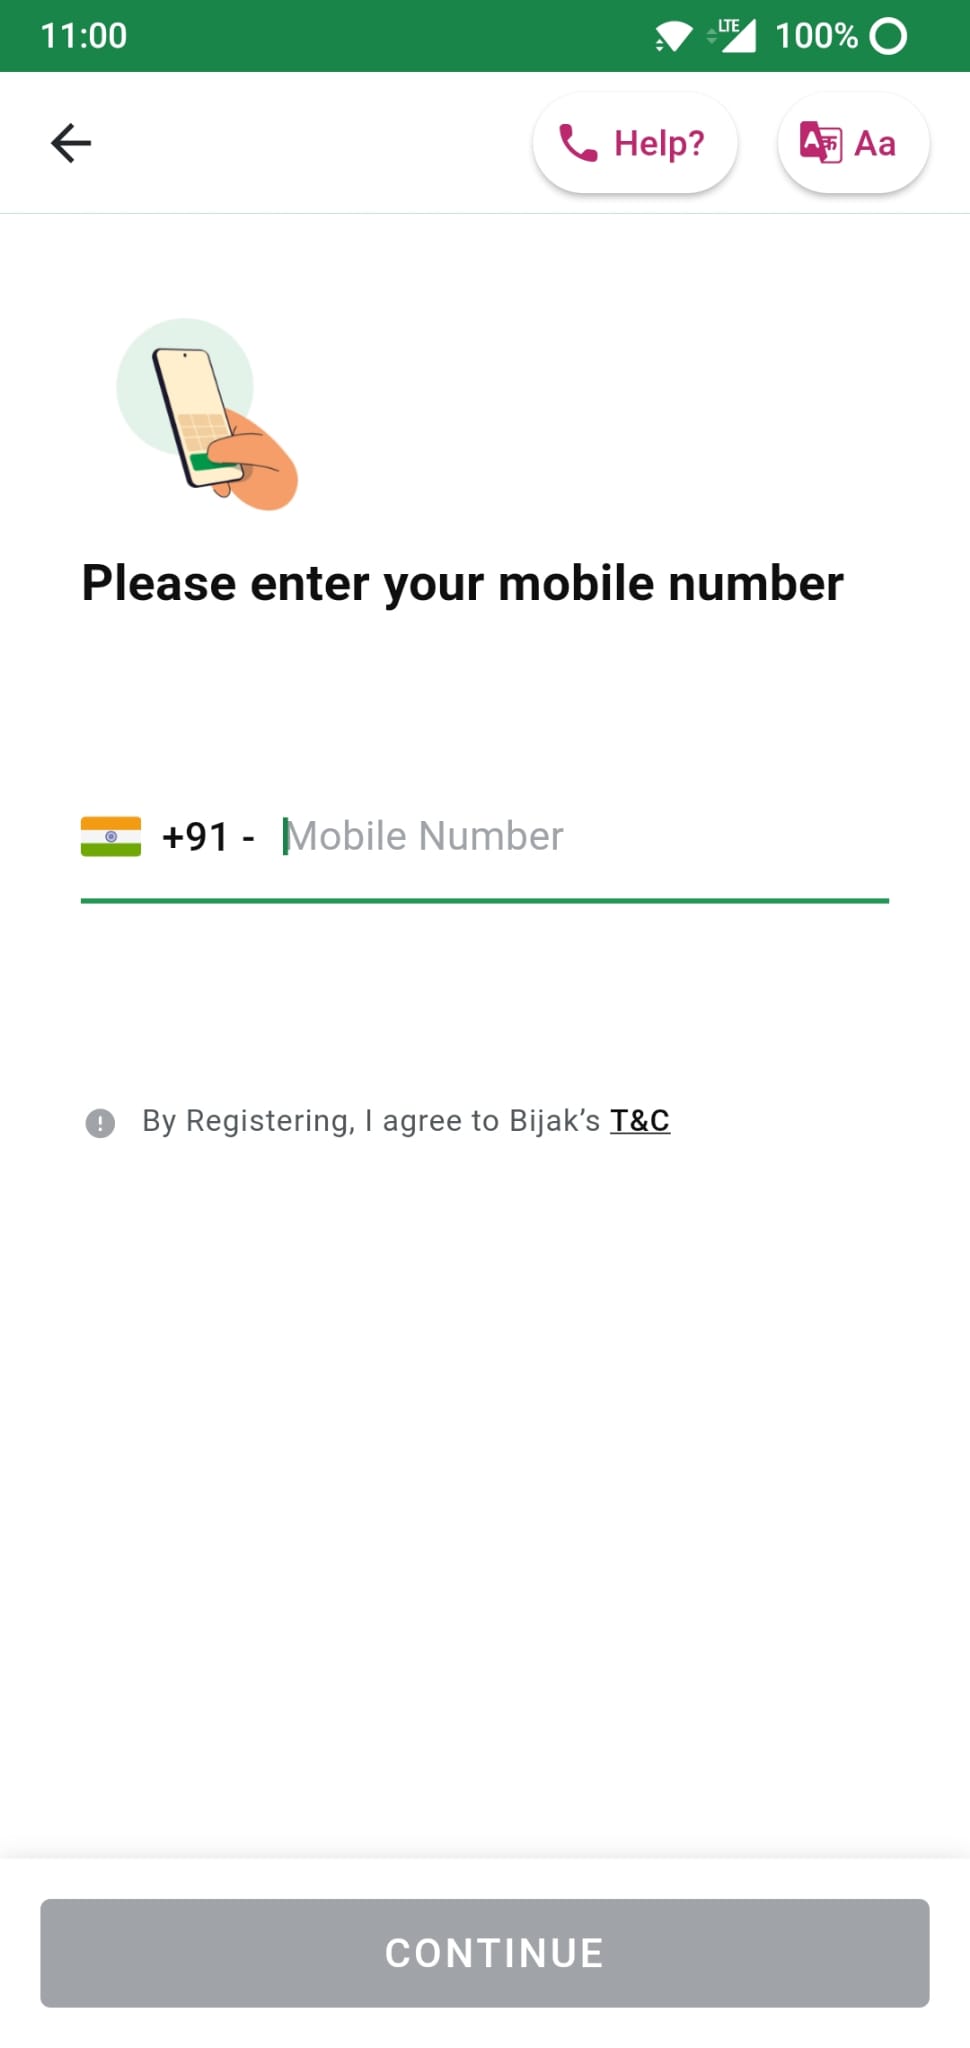 11:00
LTE
100%
Help?
Aa
Please enter your mobile number
+91 -
Mobile Number
By Registering, I agree to Bijak’s T&C
CONTINUE